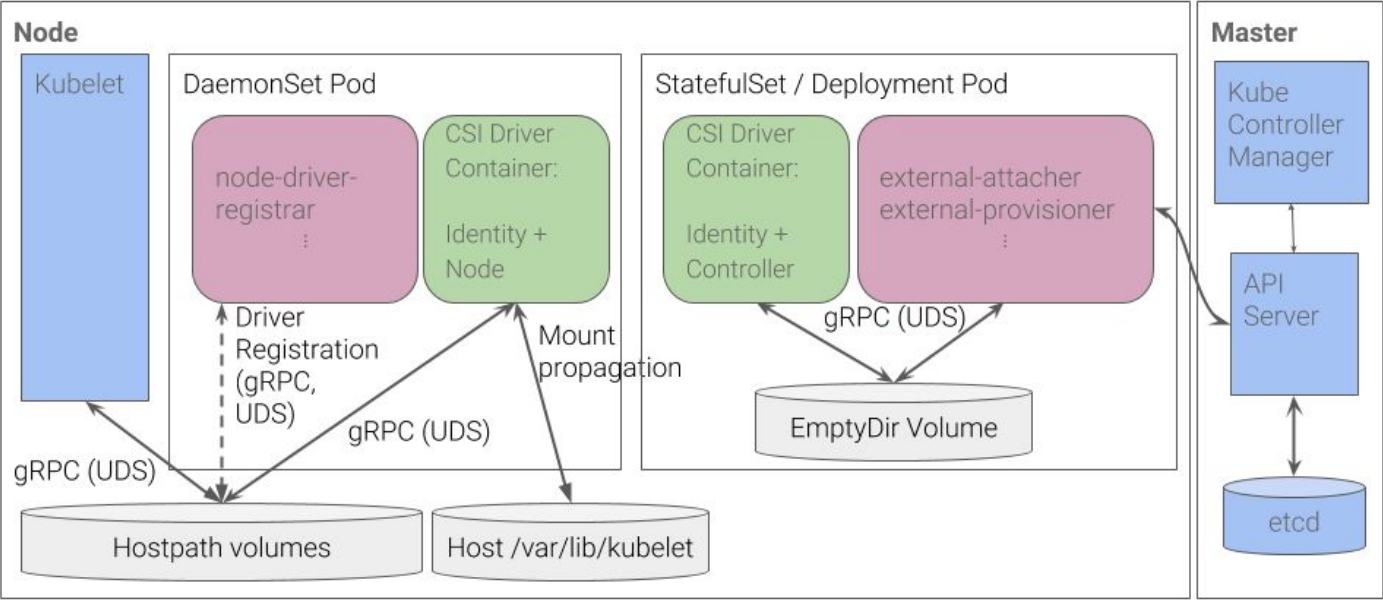 Node
Kubelet
DaemonSet Pod
node-driver-
registrar
⋮
CSI Driver
Container:
Identity +
Node
Driver
Registration
(gRPC,
UDS)
gRPC (UDS)
gRPC (UDS)
Mount
propagation
Hostpath volumes
Host /var/lib/kubelet
StatefulSet / Deployment Pod
CSI Driver
Container:
Identity +
Controller
external-attacher
external-provisioner
⋮
gRPC (UDS)
EmptyDir Volume
Master
Kube
Controller
Manager
API
Server
etcd